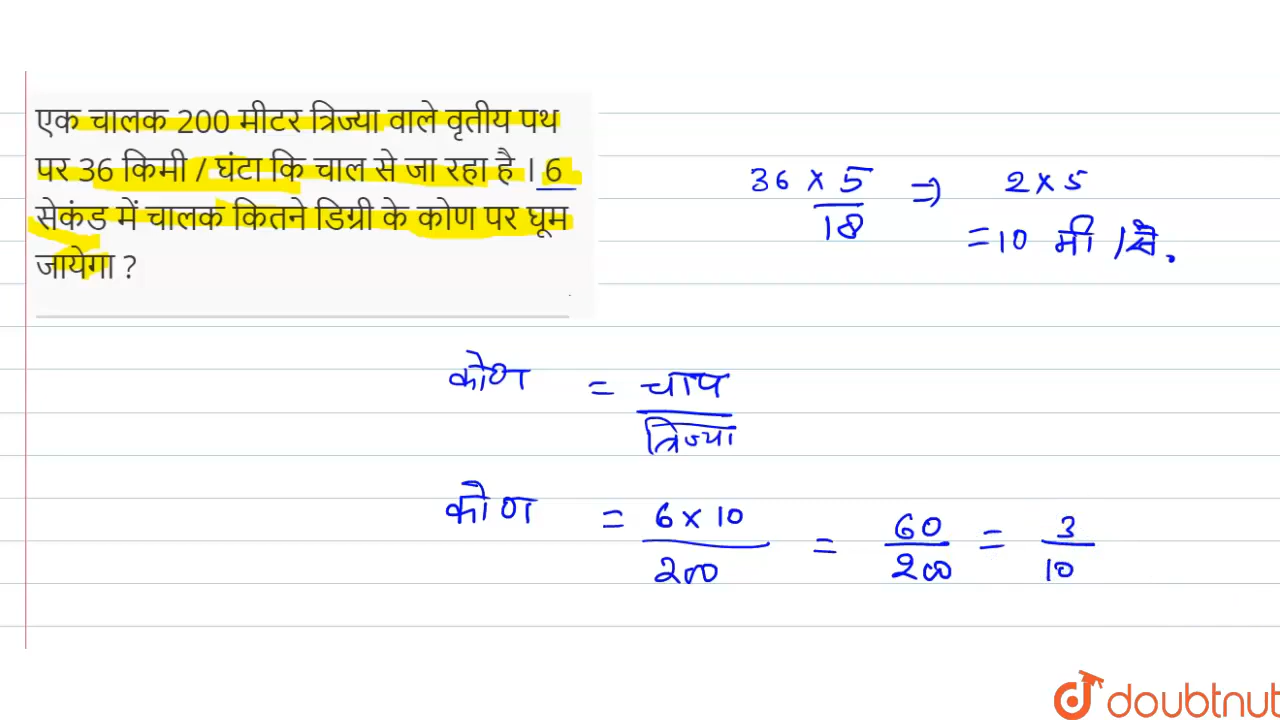 एक चालक 200 मीटर त्रिज्या वाले वृतीय पथ
पर 36 किमी / घंटा कि चाल से जा रहा है । 6
सेकंड में चालक कितने डिग्री के कोण पर घूम
जायेगा ?
36 × 5/18 ⇒ 2 × 5
= 10 मी / से.
कोण = चाप/त्रिज्या
कोण = 6 × 10/200 = 60/200 = 3/10
doubtnut